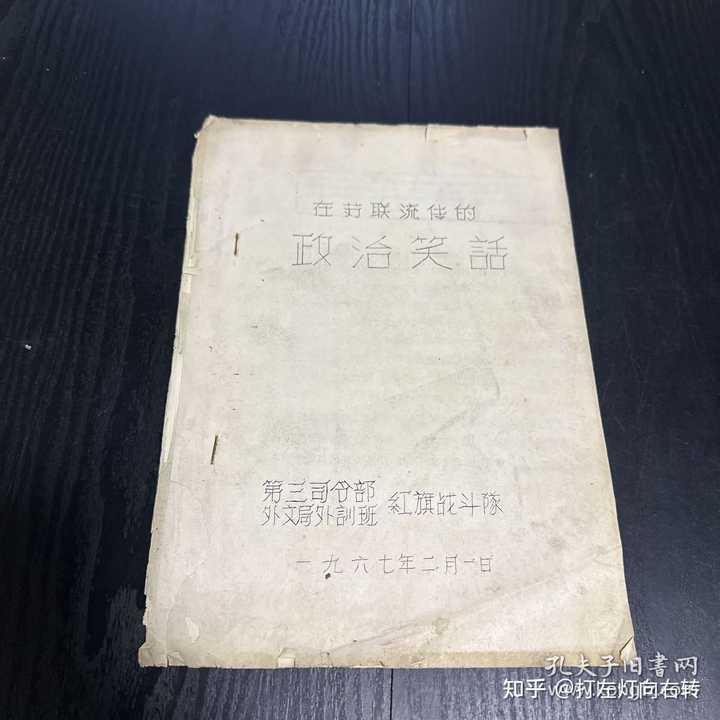 在苏联流传的
政治笑話
第三司令部
外文局外訓班 紅旗战斗隊
一九六七年二月一日
孔夫子旧書网
知乎 @打左灯向右转